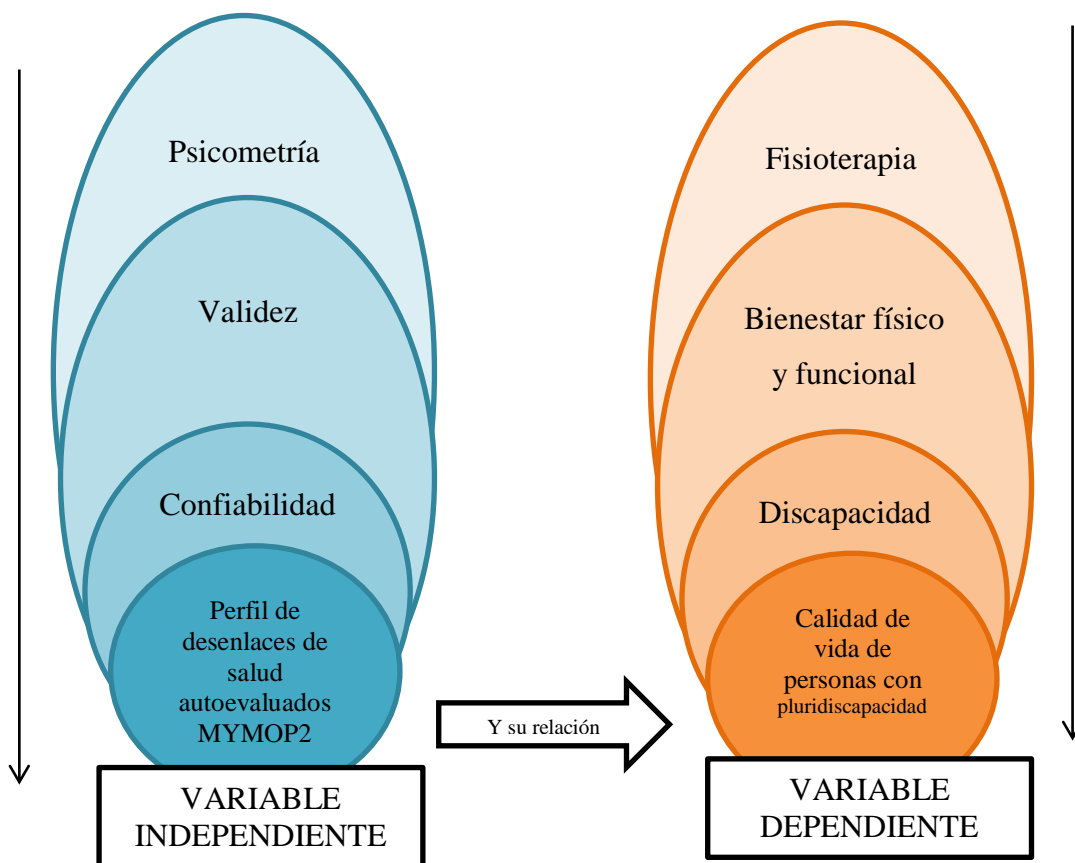 Psicometría
Validez
Confiabilidad
Perfil de
desenlaces de
salud
autoevaluados
MYMOP2
VARIABLE
INDEPENDIENTE
Y su relación
Fisioterapia
Bienestar físico
y funcional
Discapacidad
Calidad de
vida de
personas con
pluridiscapacidad
VARIABLE
DEPENDIENTE